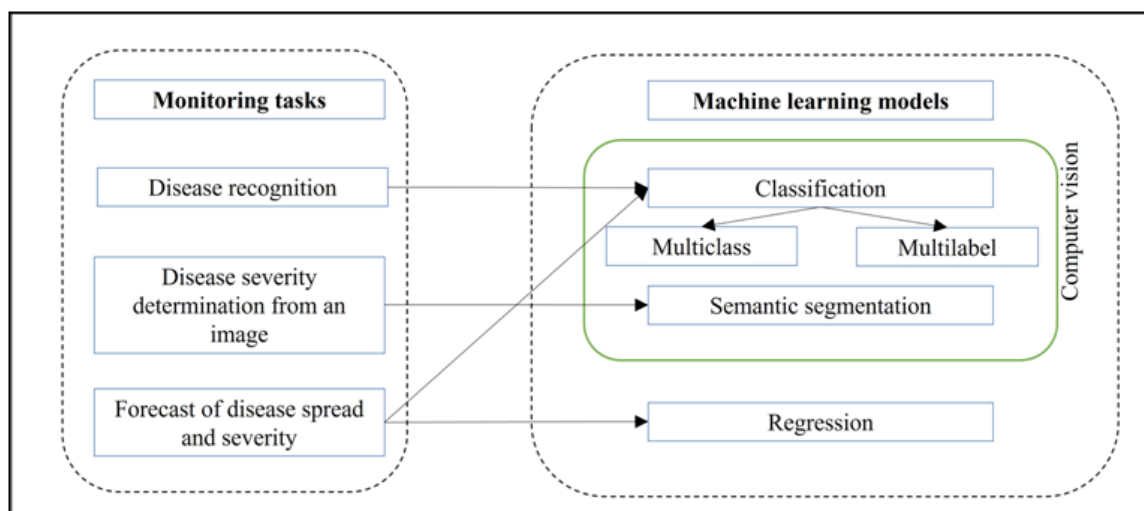 Monitoring tasks
Disease recognition
Disease severity
determination from an
image
Forecast of disease spread
and severity
Machine learning models
Classification
Multiclass
Multilabel
Semantic segmentation
Regression
Computer vision